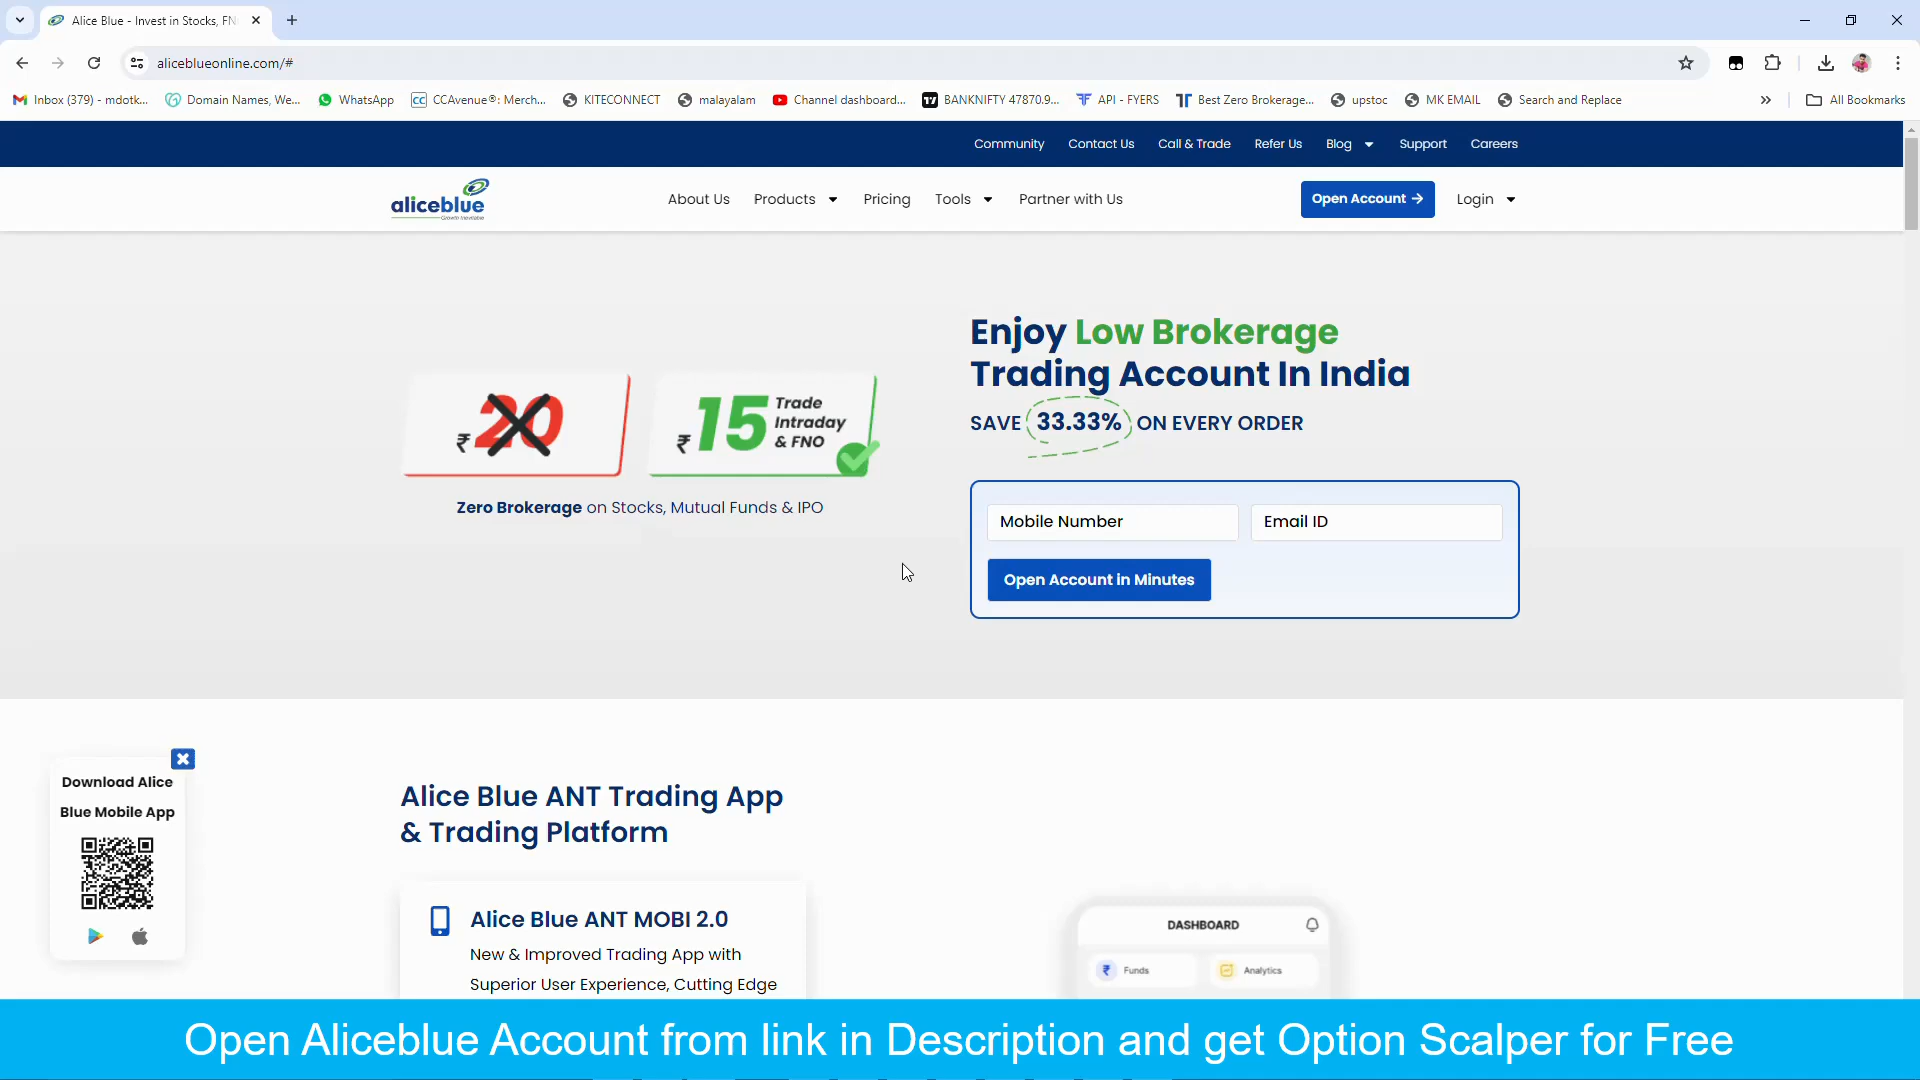 Alice Blue - Invest in Stocks, FN
aliceblueonline.com/#
Inbox (379) - mdotk...
Domain Names, We...
WhatsApp
CCAvenue®: Merch...
KITECONNECT
malayalam
Channel dashboard...
BANKNIFTY 47870.9...
API - FYERS
Best Zero Brokerage...
upstoc
MK EMAIL
Search and Replace
»
All Bookmarks
Community
Contact Us
Call & Trade
Refer Us
Blog
Support
Careers
aliceblue
About Us
Products
Pricing
Tools
Partner with Us
Open Account →
Login
Enjoy Low Brokerage
Trading Account In India
SAVE 33.33% ON EVERY ORDER
₹ 20
₹ 15 Trade
Intraday
& FNO
Zero Brokerage on Stocks, Mutual Funds & IPO
Mobile Number
Email ID
Open Account in Minutes
Download Alice
Blue Mobile App
Alice Blue ANT Trading App
& Trading Platform
Alice Blue ANT MOBI 2.0
New & Improved Trading App with
Superior User Experience, Cutting Edge
DASHBOARD
₹ Funds
Analytics
Open Aliceblue Account from link in Description and get Option Scalper for Free